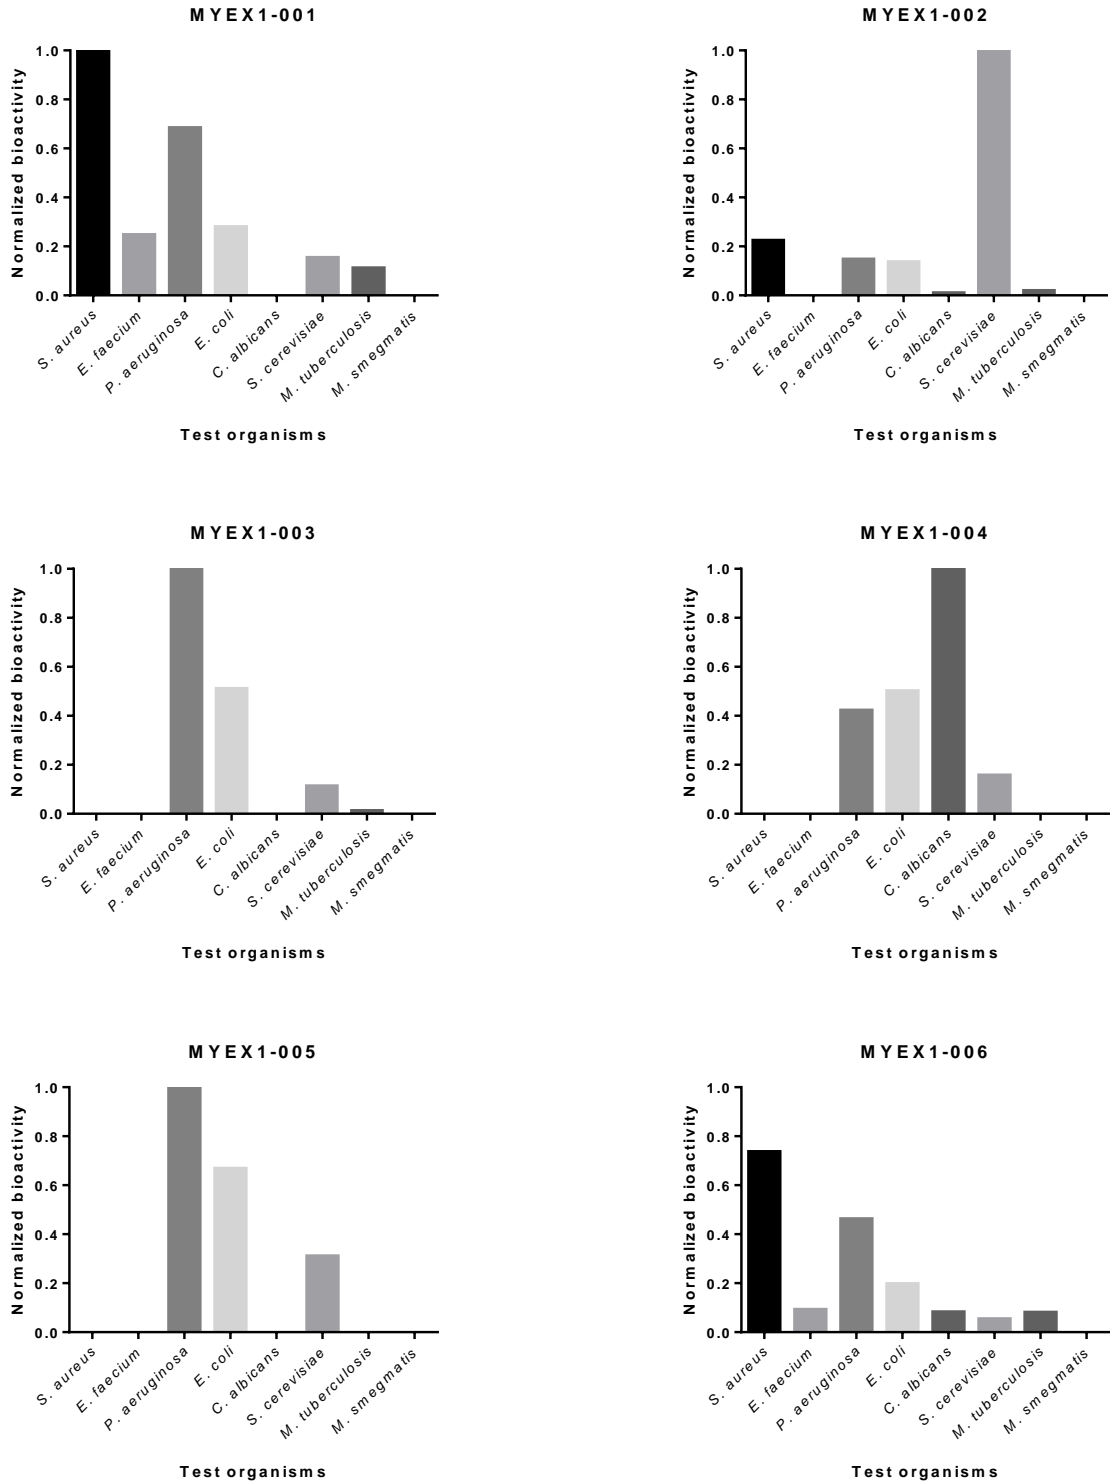 MYEX1-001
Normalized bioactivity
1.0
0.8
0.6
0.4
0.2
0.0
S. aureus
E. faecium
P. aeruginosa
E. coli
C. albicans
S. cerevisiae
M. tuberculosis
M. smegmatis
Test organisms
MYEX1-002
Normalized bioactivity
1.0
0.8
0.6
0.4
0.2
0.0
S. aureus
E. faecium
P. aeruginosa
E. coli
C. albicans
S. cerevisiae
M. tuberculosis
M. smegmatis
Test organisms
MYEX1-003
Normalized bioactivity
1.0
0.8
0.6
0.4
0.2
0.0
S. aureus
E. faecium
P. aeruginosa
E. coli
C. albicans
S. cerevisiae
M. tuberculosis
M. smegmatis
Test organisms
MYEX1-004
Normalized bioactivity
1.0
0.8
0.6
0.4
0.2
0.0
S. aureus
E. faecium
P. aeruginosa
E. coli
C. albicans
S. cerevisiae
M. tuberculosis
M. smegmatis
Test organisms
MYEX1-005
Normalized bioactivity
1.0
0.8
0.6
0.4
0.2
0.0
S. aureus
E. faecium
P. aeruginosa
E. coli
C. albicans
S. cerevisiae
M. tuberculosis
M. smegmatis
Test organisms
MYEX1-006
Normalized bioactivity
1.0
0.8
0.6
0.4
0.2
0.0
S. aureus
E. faecium
P. aeruginosa
E. coli
C. albicans
S. cerevisiae
M. tuberculosis
M. smegmatis
Test organisms